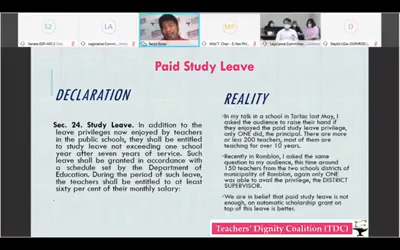 S2
LA
MP
D
Paid Study Leave
DECLARATION
REALITY
Sec. 24. Study Leave. In addition to the
leave privileges now enjoyed by teachers
in the public schools, they shall be entitled
to study leave not exceeding one school
year after seven years of service. Such
leave shall be granted in accordance with
a schedule set by the Department of
Education. During the period of such leave,
the teachers shall be entitled to at least
sixty per cent of their monthly salary:
In my talk in a school in Tarlac last May, I
asked the audience to raise their hand if
they enjoyed the paid study leave privilege,
only ONE did, the principal. There are more
or less 200 teachers, most of them are
teaching for over 10 years.
Recently in Romblon, I asked the same
question to my audience, this time around
150 teachers from the two schools districts of
municipality of Romblon, again only ONE
was able to avail the privilege, the DISTRICT
SUPERVISOR.
We are in belief that paid study leave is not
enough, an automatic scholarship grant on
top of this leave is better.
Teachers' Dignity Coalition (TDC)